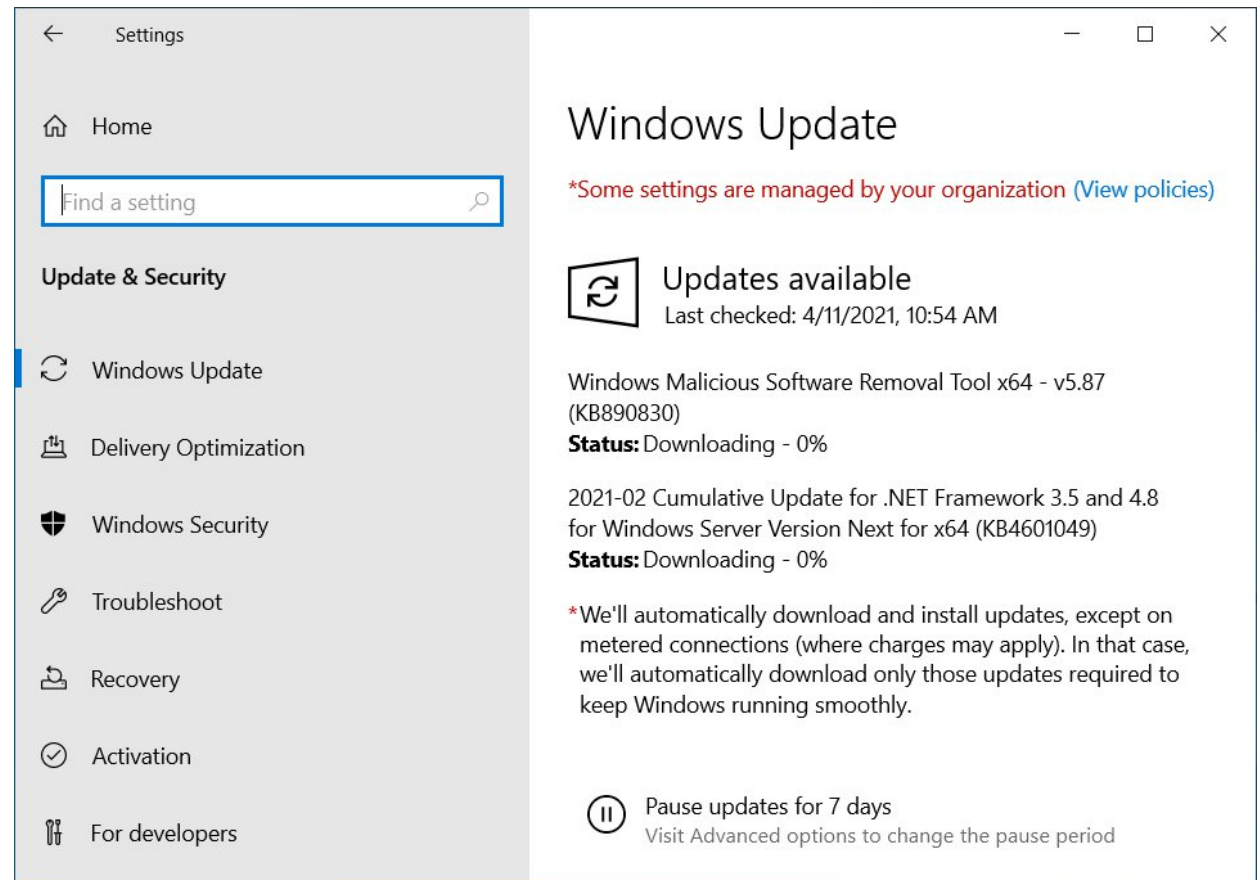 Settings
Home
Find a setting
Update & Security
Windows Update
Delivery Optimization
Windows Security
Troubleshoot
Recovery
Activation
For developers
Windows Update
*Some settings are managed by your organization (View policies)
Updates available
Last checked: 4/11/2021, 10:54 AM
Windows Malicious Software Removal Tool x64 - v5.87
(KB890830)
Status: Downloading - 0%
2021-02 Cumulative Update for .NET Framework 3.5 and 4.8
for Windows Server Version Next for x64 (KB4601049)
Status: Downloading - 0%
*We'll automatically download and install updates, except on
metered connections (where charges may apply). In that case,
we'll automatically download only those updates required to
keep Windows running smoothly.
Pause updates for 7 days
Visit Advanced options to change the pause period